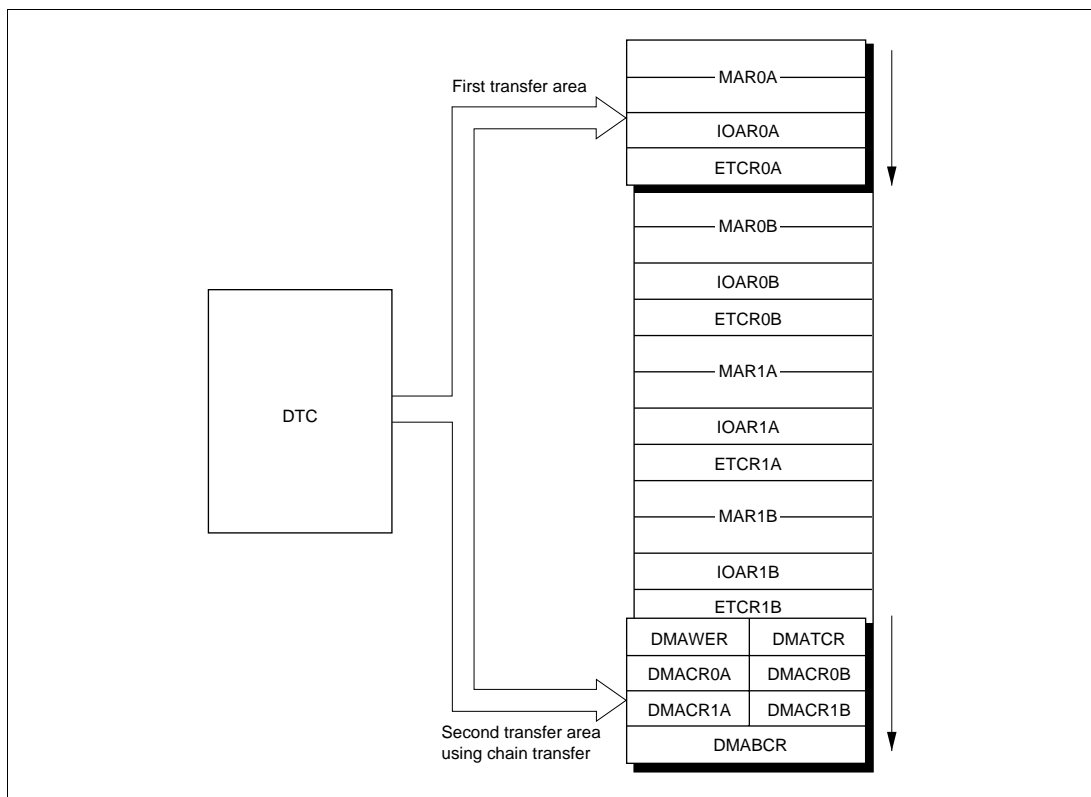 First transfer area
MAR0A
IOAR0A
ETCR0A
MAR0B
IOAR0B
ETCR0B
MAR1A
IOAR1A
ETCR1A
MAR1B
IOAR1B
ETCR1B
DTC
DMAWER DMATCR
DMACR0A DMACR0B
DMACR1A DMACR1B
DMABCR
Second transfer area
using chain transfer